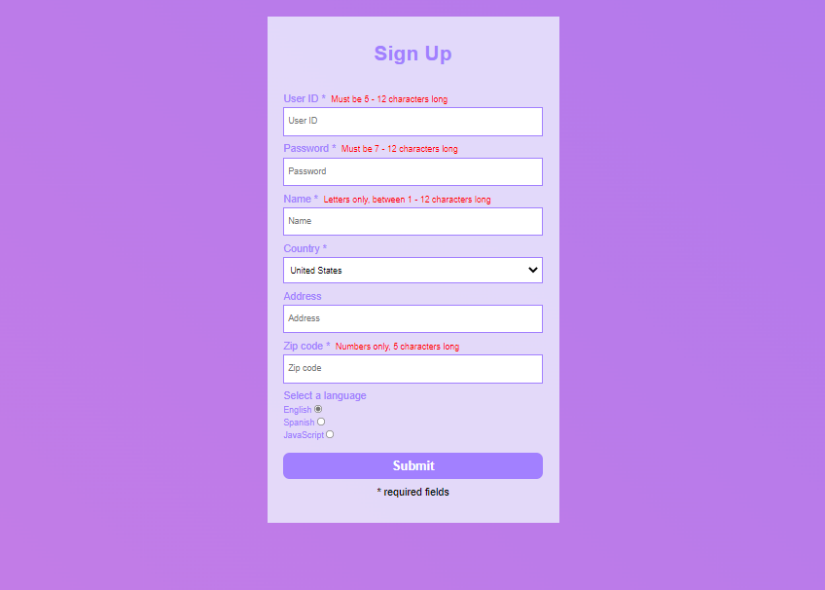 Sign Up
User ID * Must be 5 - 12 characters long
User ID
Password * Must be 7 - 12 characters long
Password
Name * Letters only, between 1 - 12 characters long
Name
Country *
United States
Address
Address
Zip code * Numbers only, 5 characters long
Zip code
Select a language
English
Spanish
JavaScript
Submit
* required fields